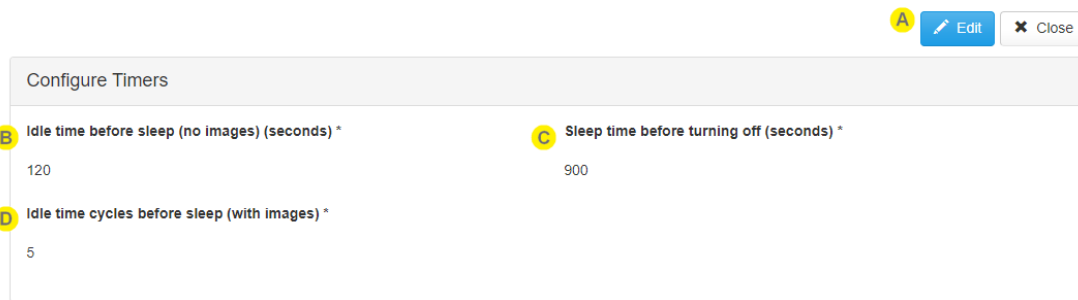 A Edit Close
Configure Timers
B Idle time before sleep (no images) (seconds) * C Sleep time before turning off (seconds) *
120 900
D Idle time cycles before sleep (with images) *
5